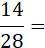 14/28 =